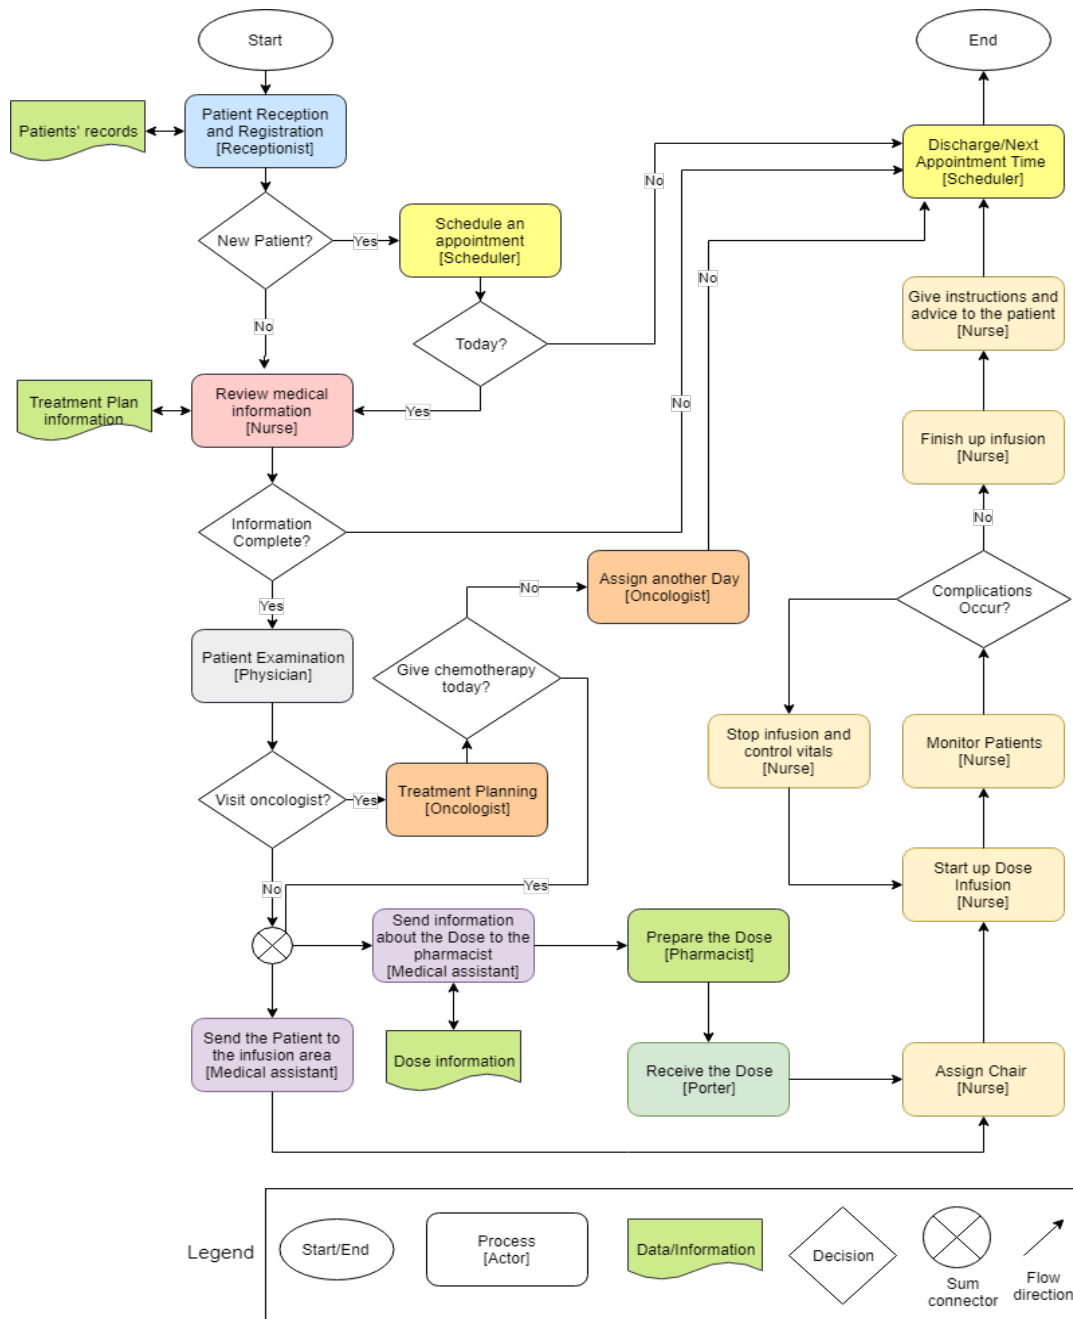 Start
End
Patients' records
Patient Reception
and Registration
[Receptionist]
Discharge/Next
Appointment Time
[Scheduler]
No
New Patient?
Yes
Schedule an
appointment
[Scheduler]
No
Give instructions and
advice to the patient
[Nurse]
No
Today?
Treatment Plan
information
Review medical
information
[Nurse]
Yes
No
Finish up infusion
[Nurse]
Information
Complete?
No
Assign another Day
[Oncologist]
No
Complications
Occur?
Yes
Patient Examination
[Physician]
Give chemotherapy
today?
Stop infusion and
control vitals
[Nurse]
Monitor Patients
[Nurse]
Visit oncologist?
Yes
Treatment Planning
[Oncologist]
No
Yes
Start up Dose
Infusion
[Nurse]
Send information
about the Dose to the
pharmacist
[Medical assistant]
Prepare the Dose
[Pharmacist]
Send the Patient to
the infusion area
[Medical assistant]
Dose information
Receive the Dose
[Porter]
Assign Chair
[Nurse]
Legend
Start/End
Process
[Actor]
Data/Information
Decision
Sum
connector
Flow
direction